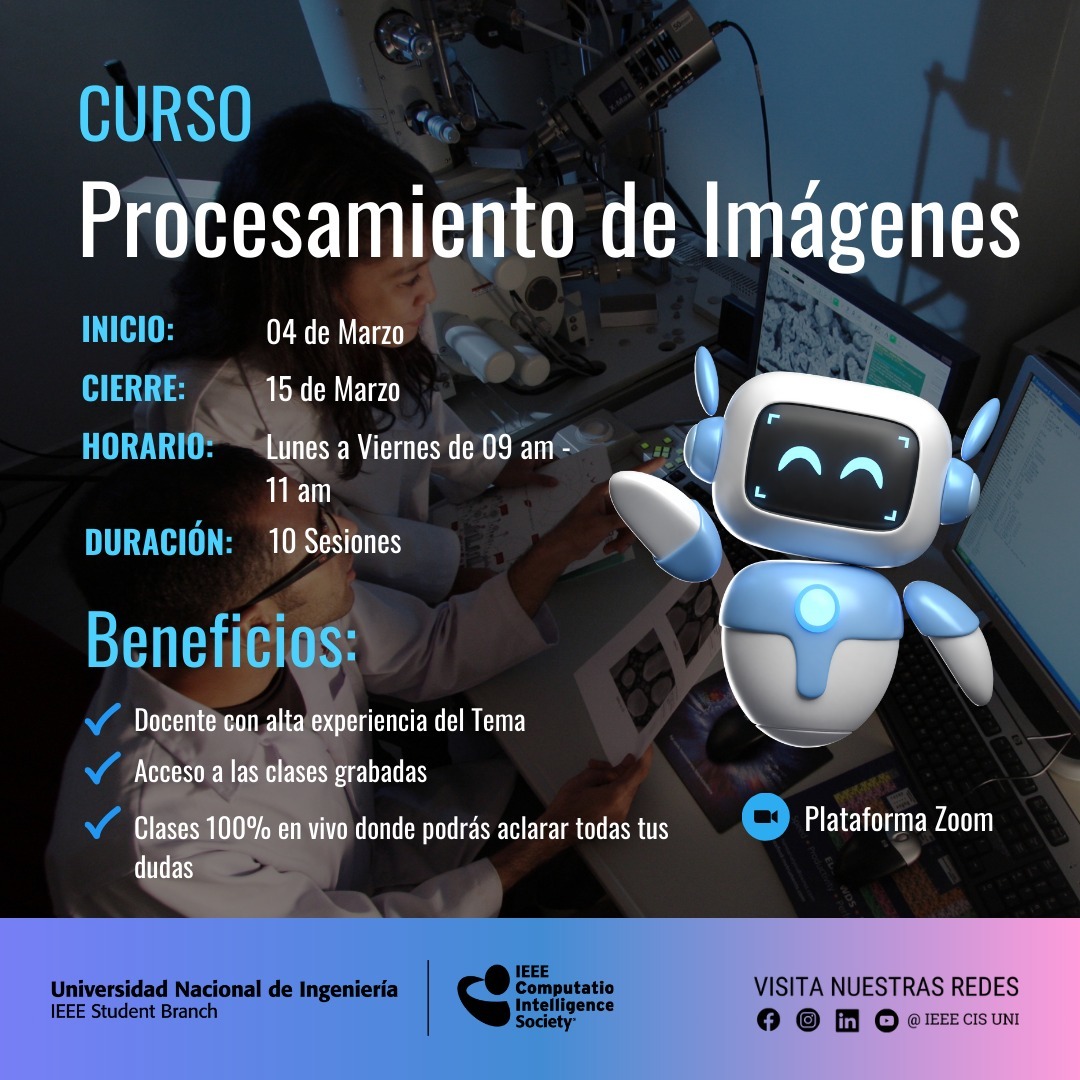 CURSO
Procesamiento de Imágenes
INICIO: 04 de Marzo
CIERRE: 15 de Marzo
HORARIO: Lunes a Viernes de 09 am -
11 am
DURACIÓN: 10 Sesiones
Beneficios:
Docente con alta experiencia del Tema
Acceso a las clases grabadas
Clases 100% en vivo donde podrás aclarar todas tus
dudas
Plataforma Zoom
Universidad Nacional de Ingeniería
IEEE Student Branch
IEEE
Computatio
Intelligence
Society
VISITA NUESTRAS REDES
@ IEEE CIS UNI